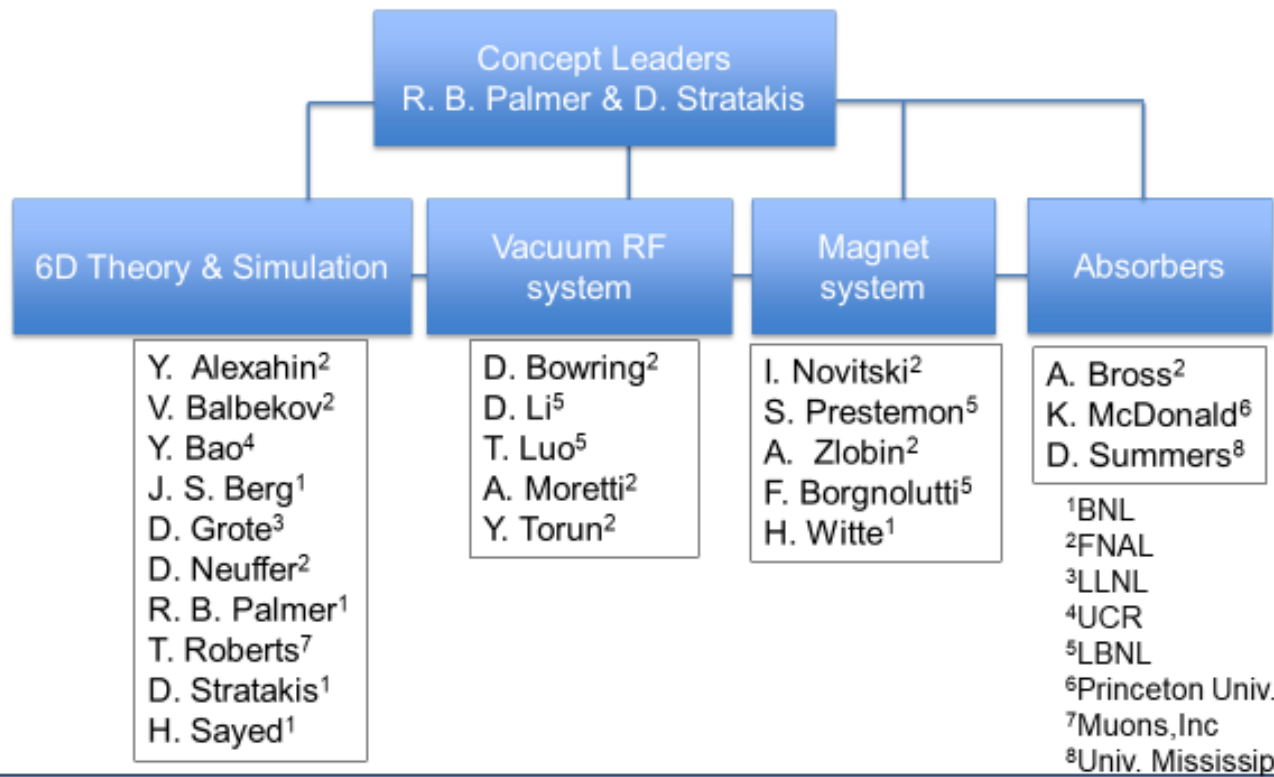 Concept Leaders
R. B. Palmer & D. Stratakis
6D Theory & Simulation
Y. Alexahin²
V. Balbekov²
Y. Bao⁴
J. S. Berg¹
D. Grote³
D. Neuffer²
R. B. Palmer¹
T. Roberts⁷
D. Stratakis¹
H. Sayed¹
Vacuum RF
system
D. Bowring²
D. Li⁵
T. Luo⁵
A. Moretti²
Y. Torun²
Magnet
system
I. Novitski²
S. Prestemon⁵
A. Zlobin²
F. Borgnolutti⁵
H. Witte¹
Absorbers
A. Bross²
K. McDonald⁶
D. Summers⁸
¹BNL
²FNAL
³LLNL
⁴UCR
⁵LBNL
⁶Princeton Univ.
⁷Muons,Inc
⁸Univ. Mississip